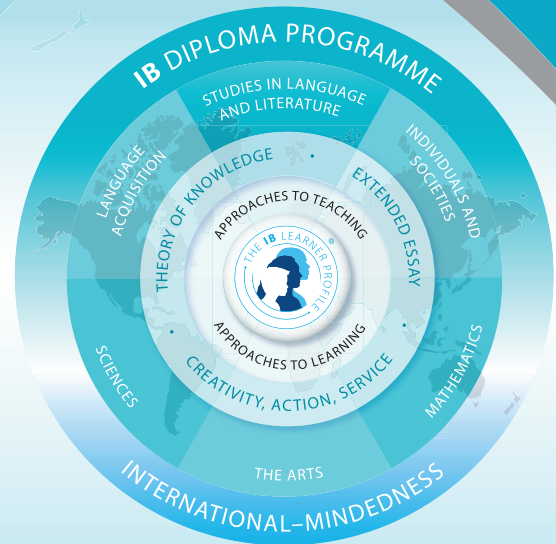 IB DIPLOMA PROGRAMME
STUDIES IN LANGUAGE
AND LITERATURE
LANGUAGE
ACQUISITION
INDIVIDUALS AND
SOCIETIES
THEORY OF KNOWLEDGE
EXTENDED ESSAY
APPROACHES TO TEACHING
THE IB LEARNER PROFILE ®
APPROACHES TO LEARNING
CREATIVITY, ACTION, SERVICE
SCIENCES
MATHEMATICS
THE ARTS
INTERNATIONAL–MINDEDNESS